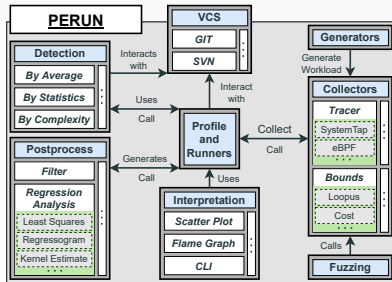 PERUN
VCS
GIT
SVN
Generators
Detection
By Average
By Statistics
By Complexity
Interacts
with
Interact
with
Generate
Workload
Uses
Call
Collectors
Tracer
SystemTap
eBPF
...
Bounds
Loopus
Cost
...
Profile
and
Runners
Collect
Call
Postprocess
Filter
Regression
Analysis
Least Squares
Regressogram
Kernel Estimate
...
Generates
Call
Uses
Interpretation
Scatter Plot
Flame Graph
CLI
Calls
Fuzzing